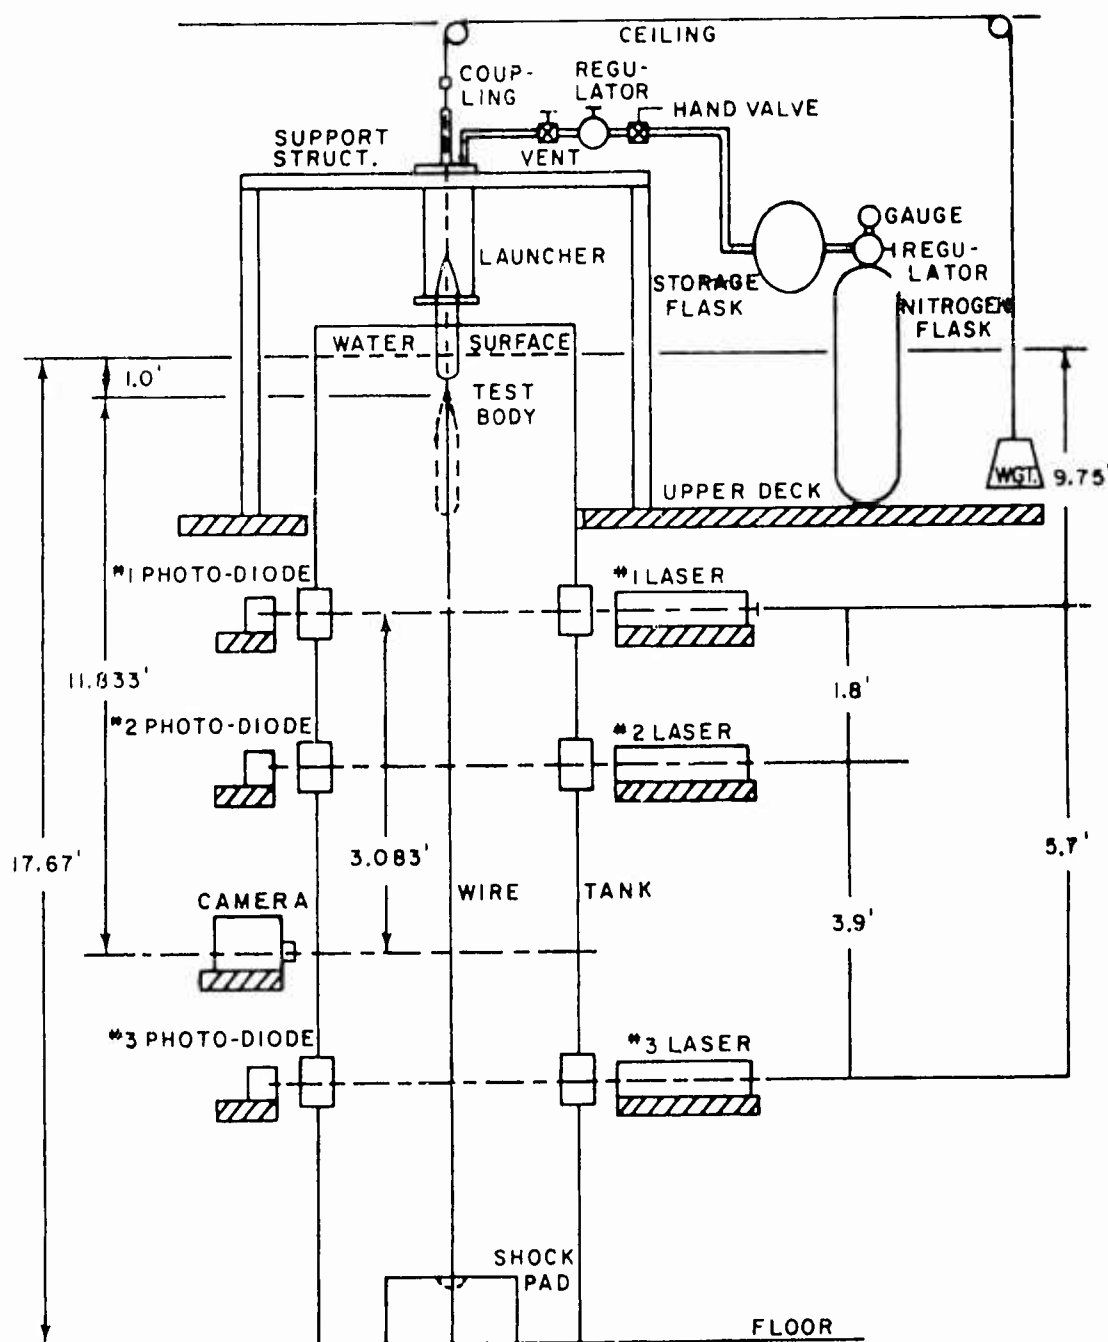 CEILING
COUP-
LING
REGU-
LATOR
HAND VALVE
SUPPORT
STRUCT.
VENT
GAUGE
LAUNCHER
REGU-
LATOR
STORAGE
FLASK
NITROGEN
FLASK
WATER SURFACE
1.0'
TEST
BODY
WGT.
9.75'
UPPER DECK
#1 PHOTO-DIODE
#1 LASER
11.833'
1.8'
#2 PHOTO-DIODE
#2 LASER
17.67'
3.083'
5.7'
CAMERA
WIRE
TANK
3.9'
#3 PHOTO-DIODE
#3 LASER
SHOCK
PAD
FLOOR